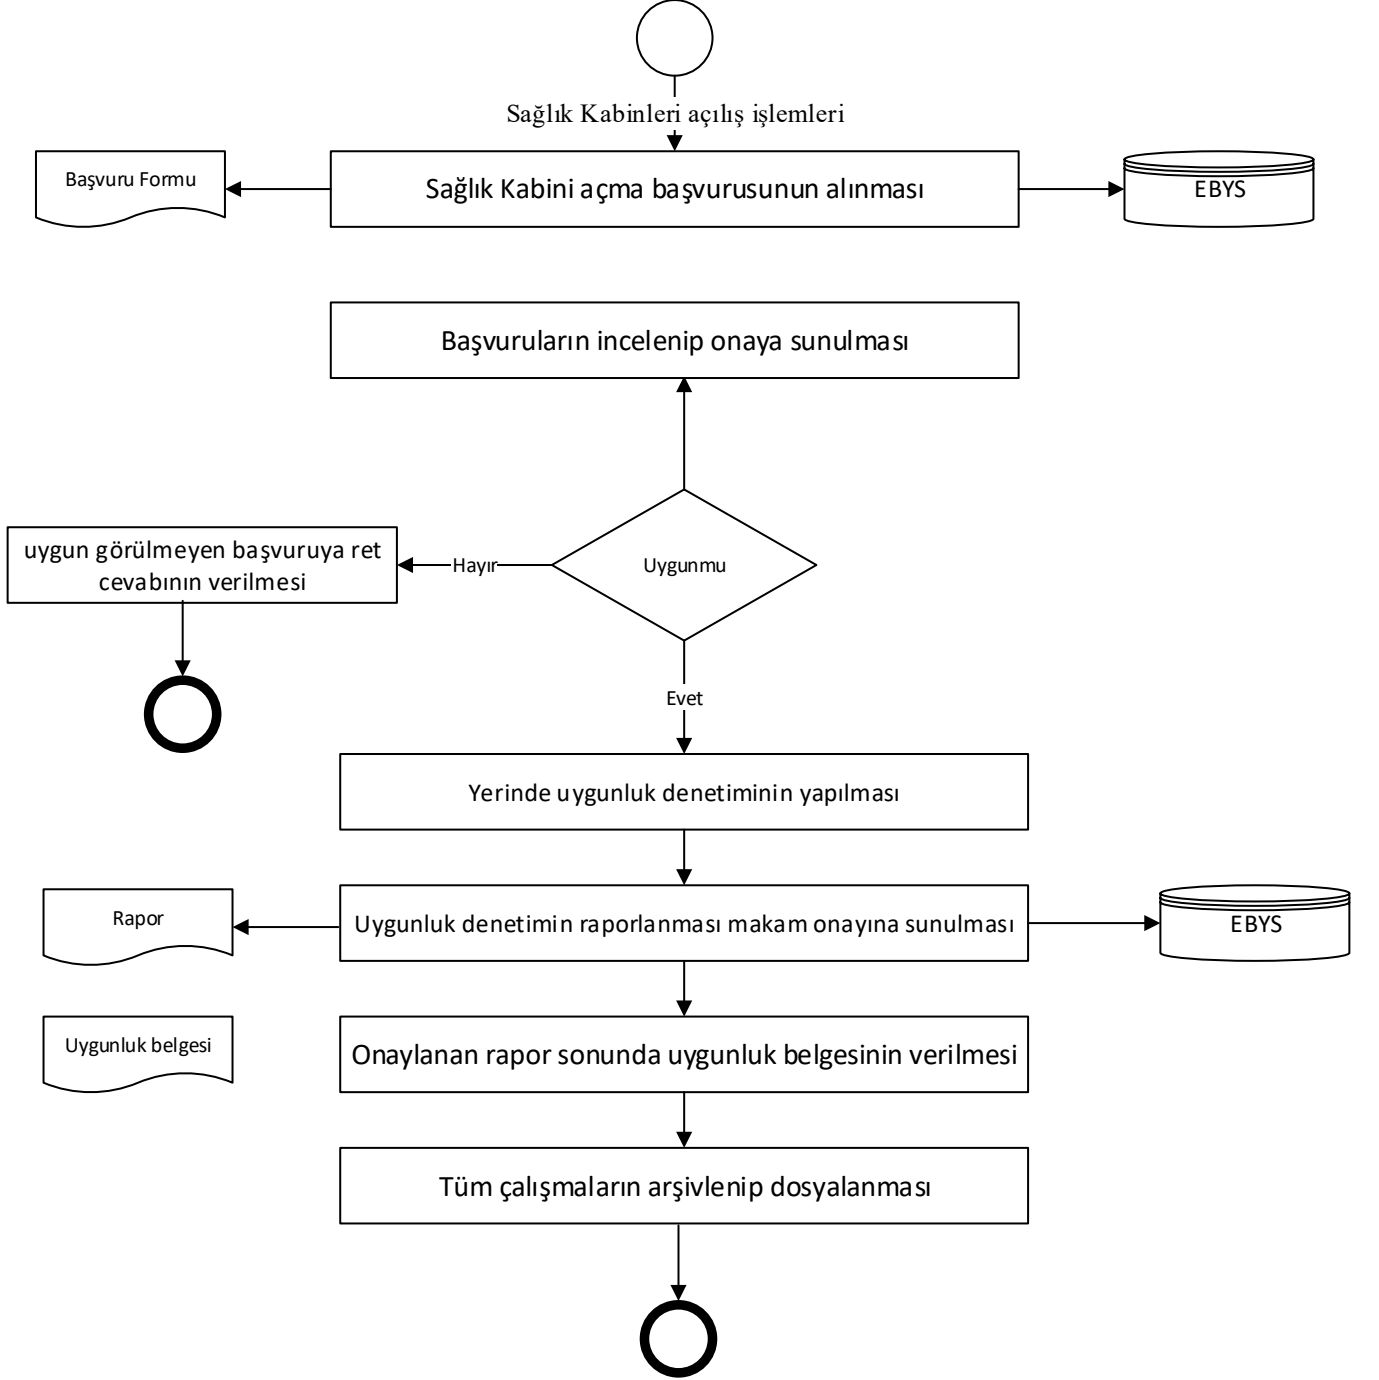 Sağlık Kabinleri açılış işlemleri
Başvuru Formu
Sağlık Kabini açma başvurusunun alınması
EBYS
Başvuruların incelenip onaya sunulması
uygun görülmeyen başvuruya ret
cevabının verilmesi
Hayır
Uygunmu
Evet
Yerinde uygunluk denetiminin yapılması
Rapor
Uygunluk denetimin raporlanması makam onayına sunulması
EBYS
Uygunluk belgesi
Onaylanan rapor sonunda uygunluk belgesinin verilmesi
Tüm çalışmaların arşivlenip dosyalanması